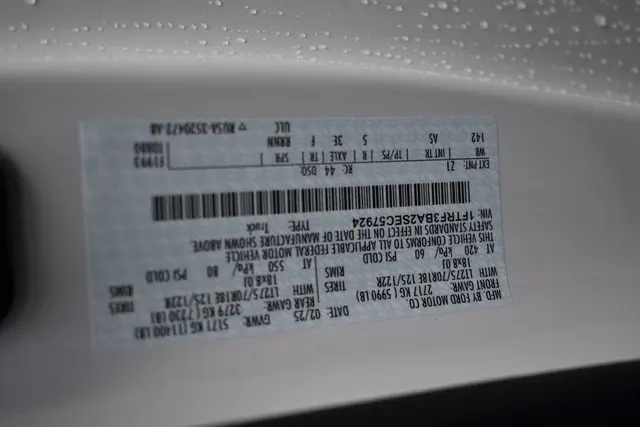 MFD. BY FORD MOTOR CO.
DATE: 02/25 GVWR: 5171 KG (11400 LB)
FRONT GAWR: 2717 KG (5990 LB) REAR GAWR: 3279 KG (7230 LB)
WITH LT275/70R18E 125/122R TIRES WITH LT275/70R18E 125/122R TIRES
18x8.0J RIMS 18x8.0J RIMS
AT 420 kPa/ 60 PSI COLD AT 550 kPa/ 80 PSI COLD
THIS VEHICLE CONFORMS TO ALL APPLICABLE FEDERAL MOTOR VEHICLE
SAFETY STANDARDS IN EFFECT ON THE DATE OF MANUFACTURE SHOWN ABOVE.
VIN: 1FTRF3BA2SEC57924 TYPE: Truck
EXT PNT: Z1 RC: 44 DSO:
WB INT TR TP/PS R AXLE TR SPR F1993
142 AS 5 3E F RRNN
ULC RUSA-3520472-AB